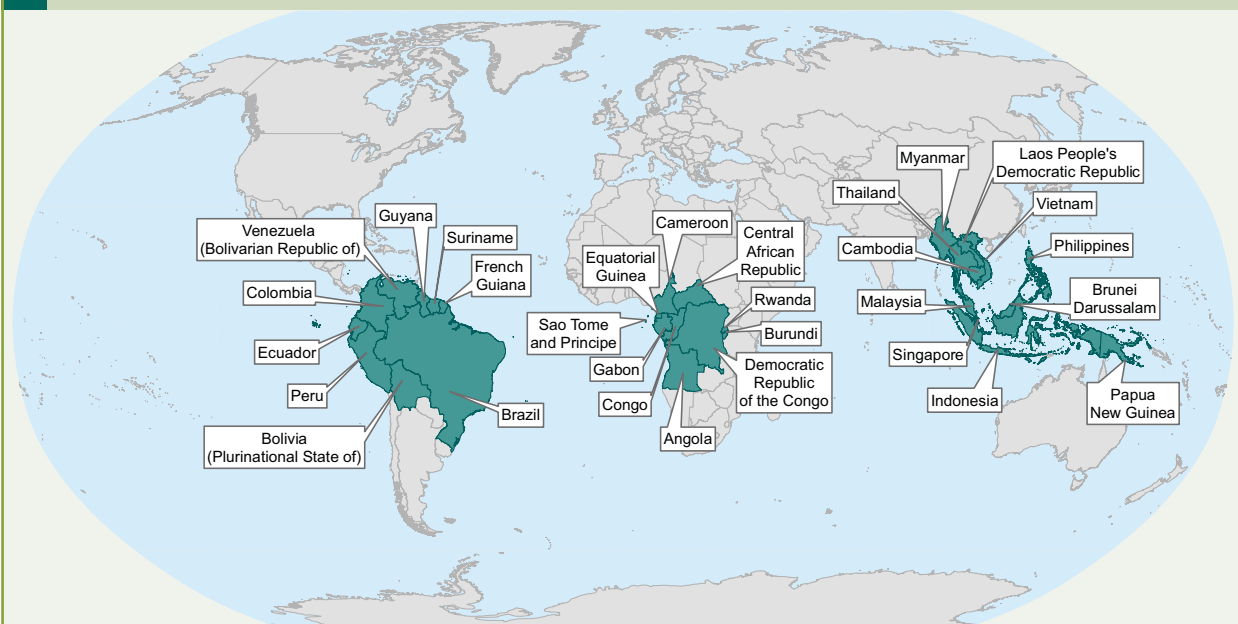 Guyana
Venezuela
(Bolivarian Republic of)
Suriname
French
Guiana
Colombia
Ecuador
Peru
Brazil
Bolivia
(Plurinational State of)
Cameroon
Central
African
Republic
Equatorial
Guinea
Rwanda
Sao Tome
and Principe
Burundi
Gabon
Democratic
Republic
of the Congo
Congo
Angola
Myanmar
Laos People's
Democratic Republic
Thailand
Vietnam
Cambodia
Philippines
Malaysia
Brunei
Darussalam
Singapore
Indonesia
Papua
New Guinea